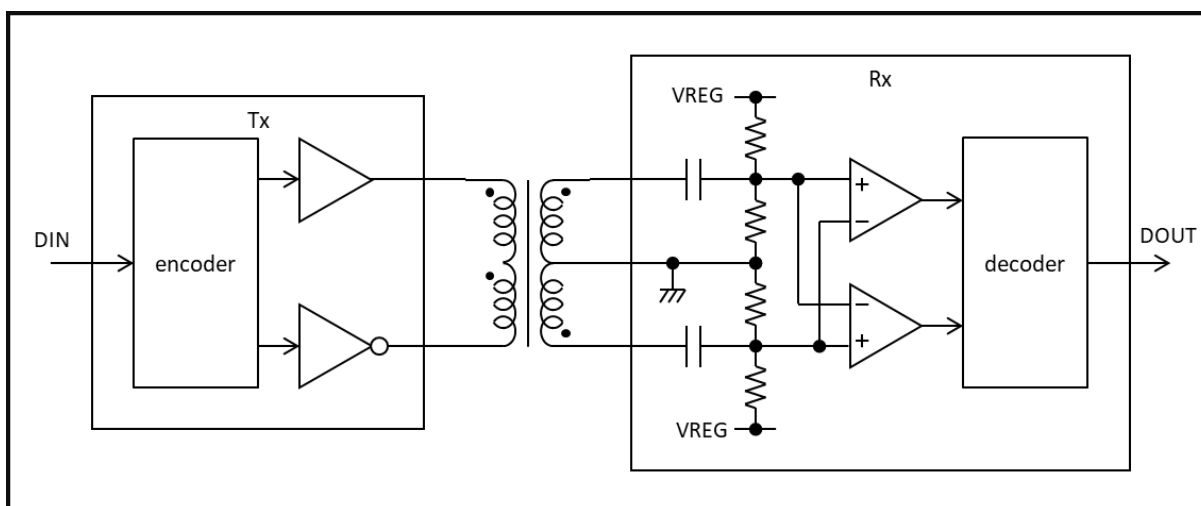 Tx
DIN
encoder
Rx
VREG
+
−
−
+
VREG
decoder
DOUT